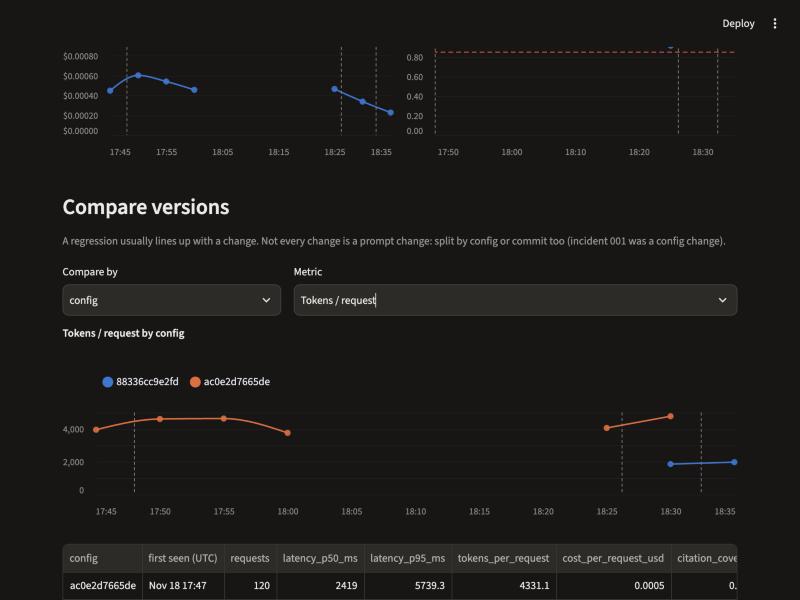 Deploy
$0.00080
$0.00060
$0.00040
$0.00020
$0.00000
17:45 17:55 18:05 18:15 18:25 18:35
0.80
0.60
0.40
0.20
0.00
17:50 18:00 18:10 18:20 18:30
Compare versions
A regression usually lines up with a change. Not every change is a prompt change: split by config or commit too (incident 001 was a config change).
Compare by
config
Metric
Tokens / request
Tokens / request by config
88336cc9e2fd ac0e2d7665de
4,000
2,000
0
17:45 17:50 17:55 18:00 18:05 18:10 18:15 18:20 18:25 18:30 18:35
config first seen (UTC) requests latency_p50_ms latency_p95_ms tokens_per_request cost_per_request_usd citation_cove
ac0e2d7665de Nov 18 17:47 120 2419 5739.3 4331.1 0.0005 0.